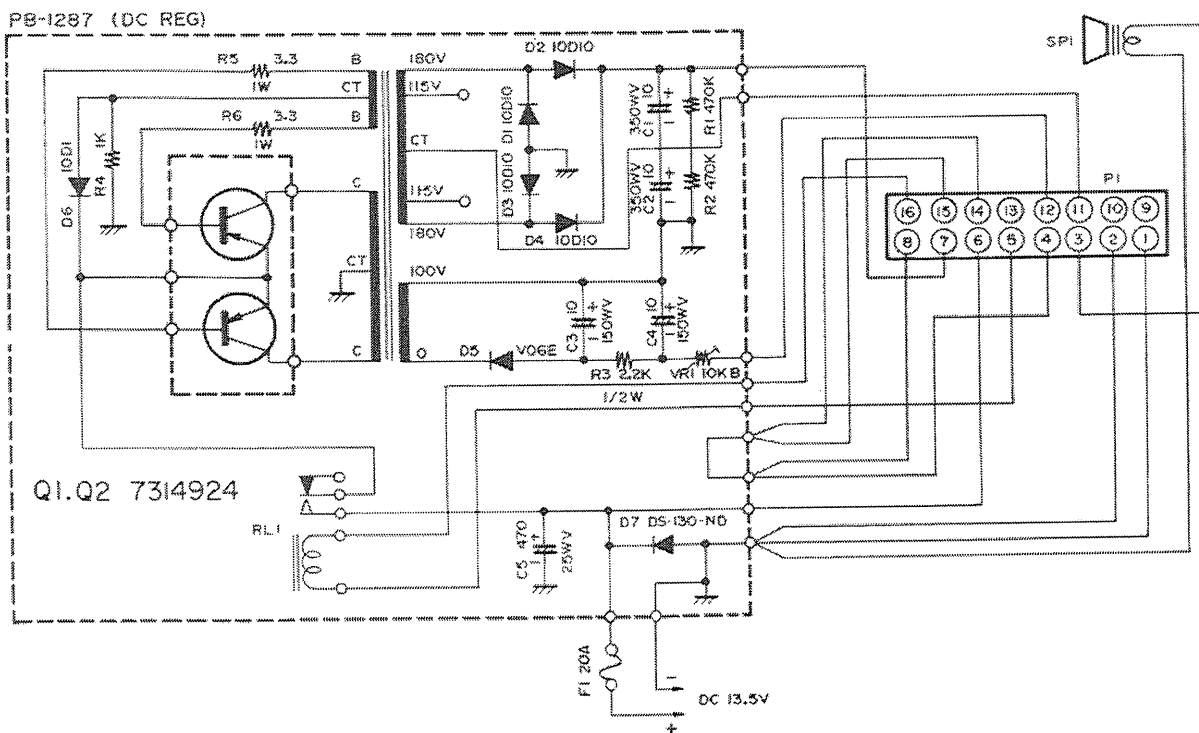 PB-1287 (DC REG)
SP1
R5 3.3
1W
B
180V
D2 10D10
CT
115V
R6 3.3
1W
B
10D1
R4 1K
D6
D1 10D10
CT
D3 10D10
115V
180V
D4 10D10
350WV
10
C1
+
R1 470K
350WV
10
C2
+
R2 470K
P1
16 15 14 13 12 11 10 9
8 7 6 5 4 3 2 1
C
CT
C
100V
0
D5 V06E
C3 10
150WV
+
C4 10
150WV
+
R3 2.2K
1/2W
VR1 10KB
Q1.Q2 7314924
RL1
C5 470
25WV
+
D7 DS-130-ND
F1 20A
-
DC 13.5V
+